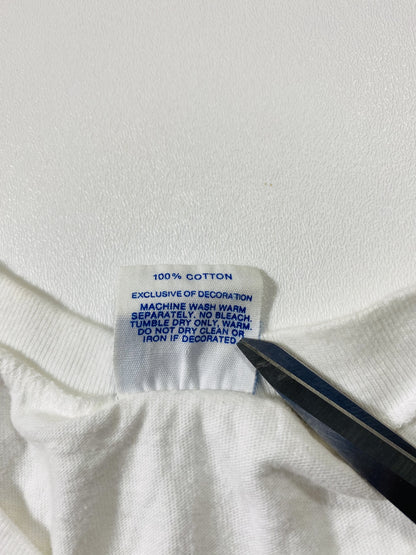 100% COTTON
EXCLUSIVE OF DECORATION
MACHINE WASH WARM
SEPARATELY. NO BLEACH.
TUMBLE DRY ONLY, WARM.
DO NOT DRY CLEAN OR
IRON IF DECORATED.